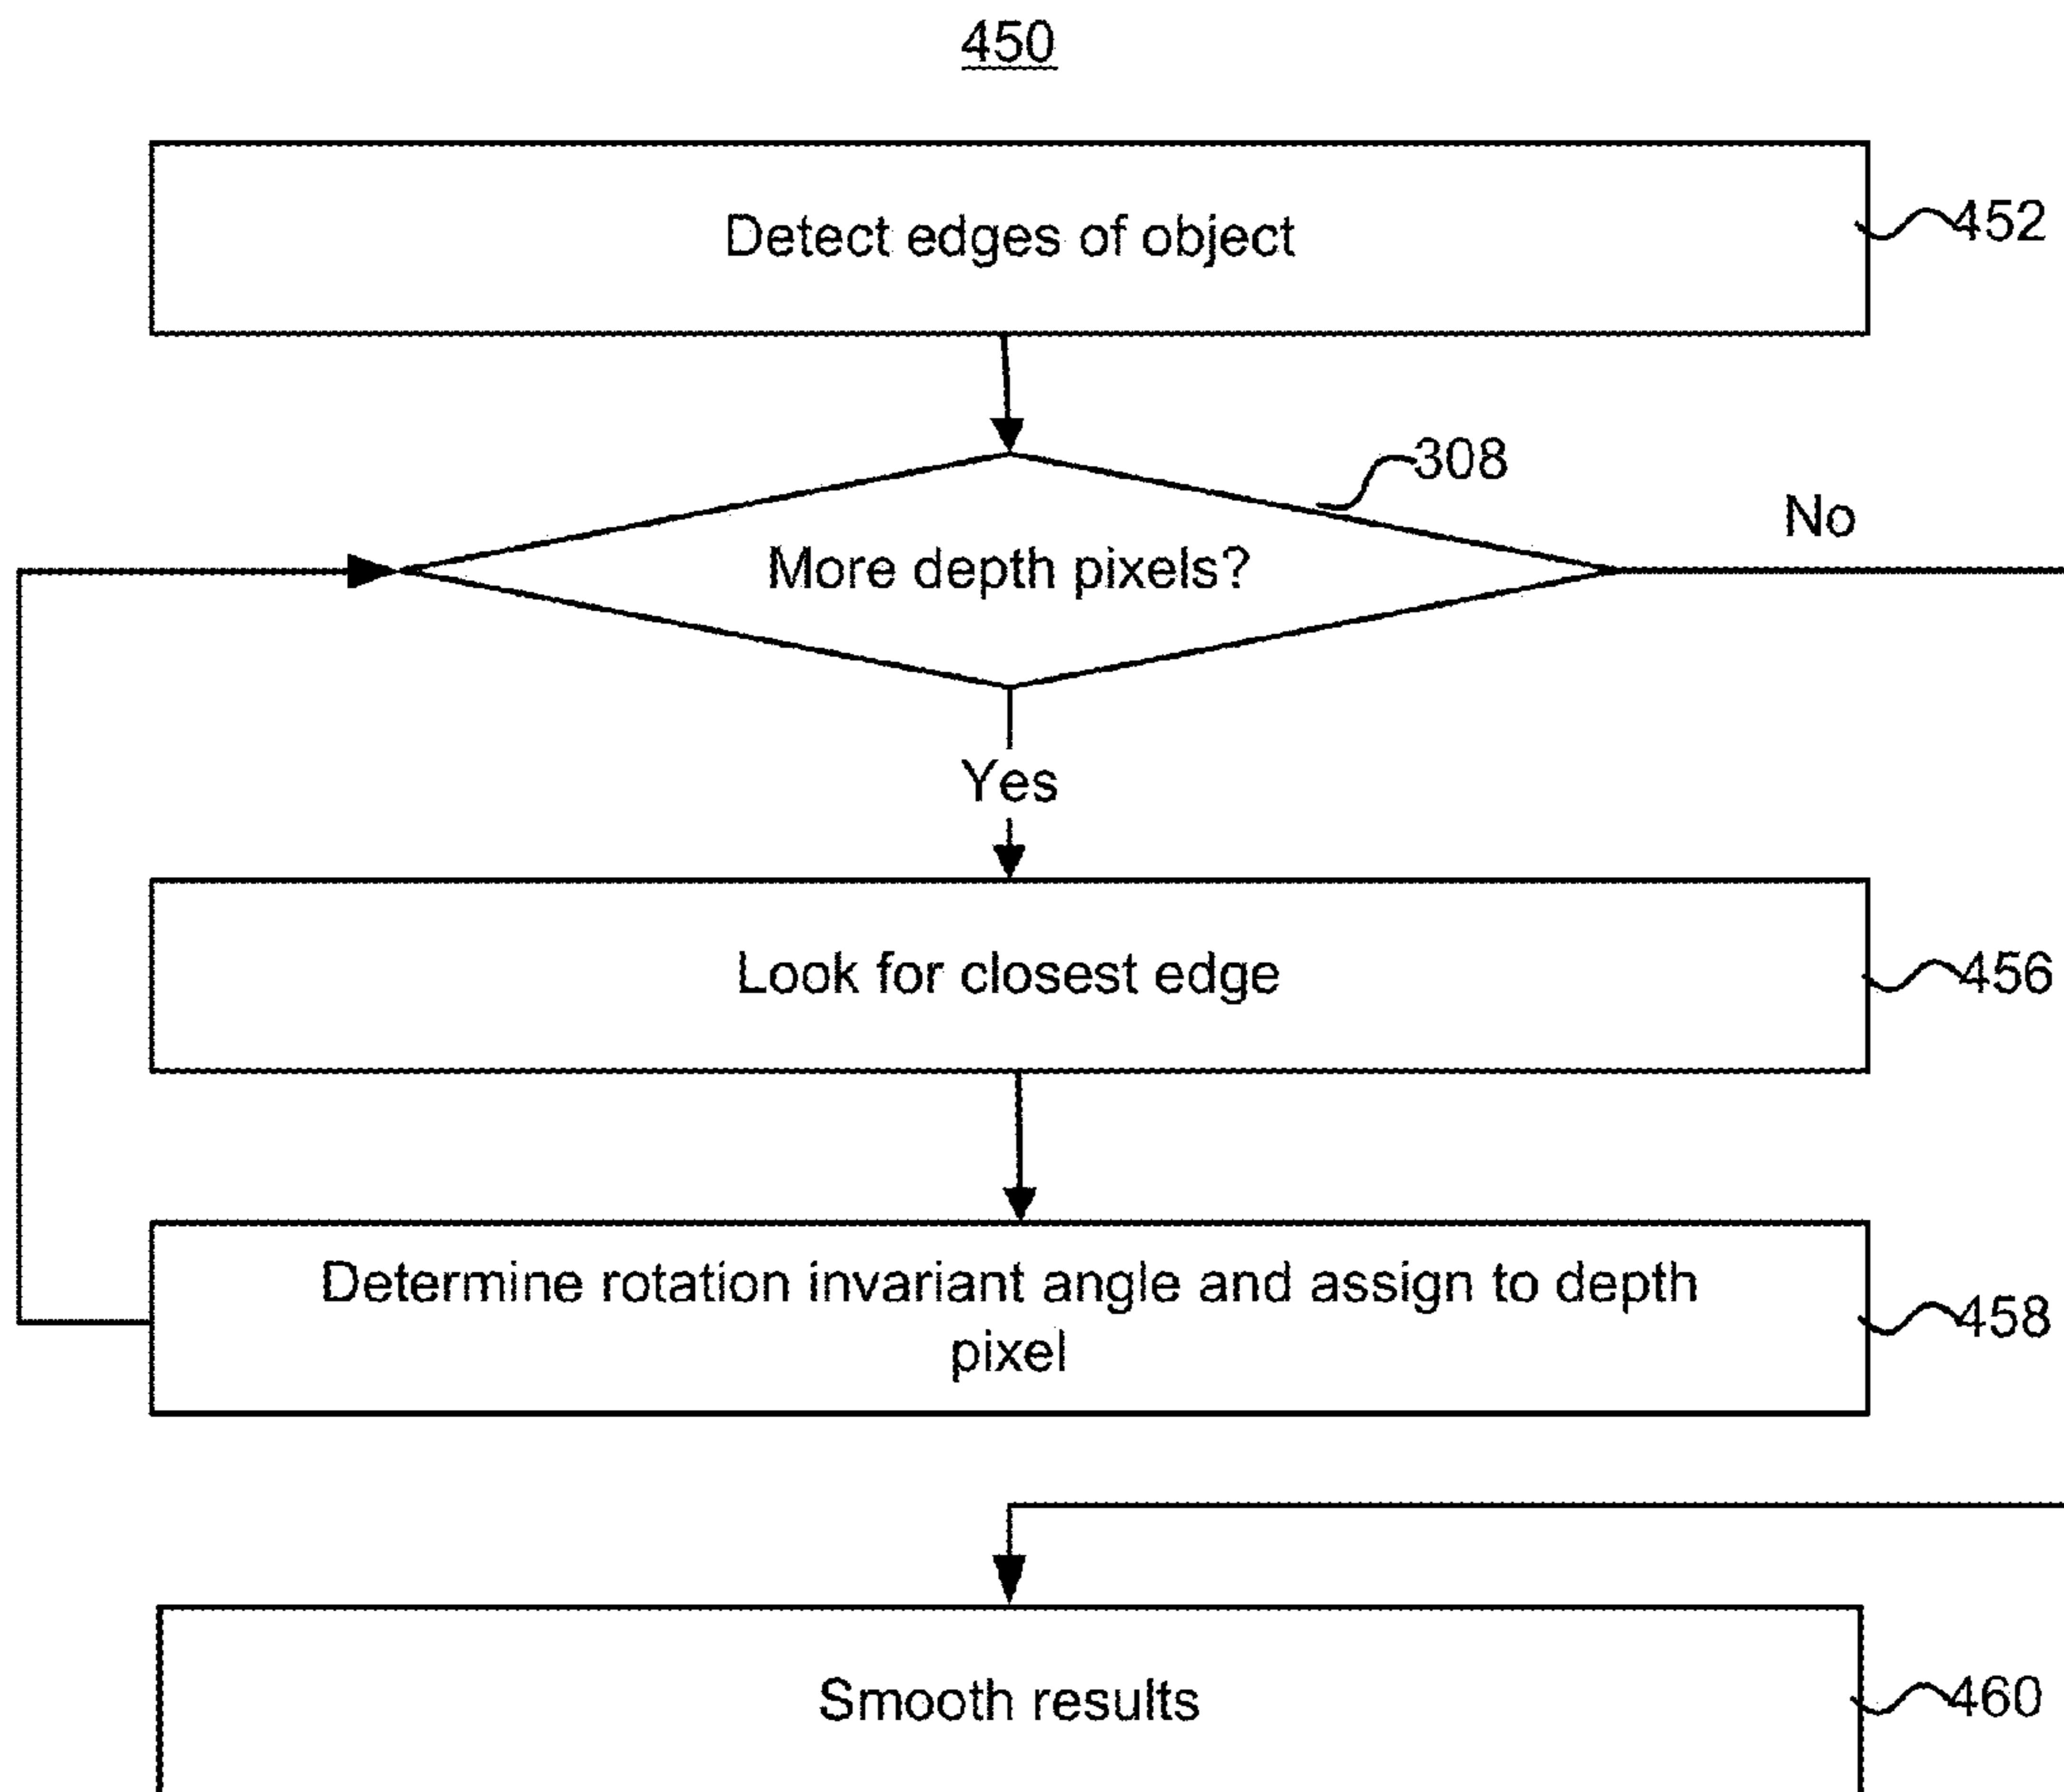 450
Detect edges of object
452
308
No
More depth pixels?
Yes
Look for closest edge
456
Determine rotation invariant angle and assign to depth
pixel
458
Smooth results
460